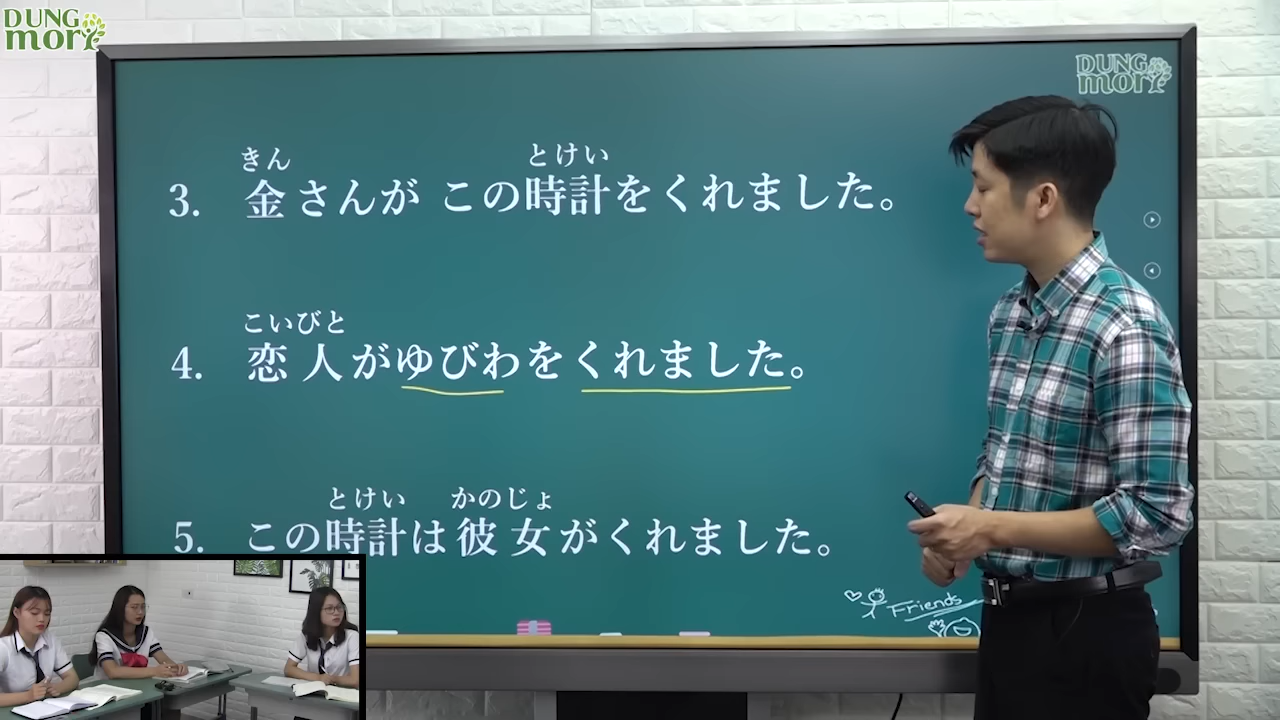 DUNG
mori
DUNG
mori
きん とけい
3. 金さんが この時計をくれました。
こいびと
4. 恋人がゆびわをくれました。
とけい かのじょ
5. この時計は彼女がくれました。
Friends